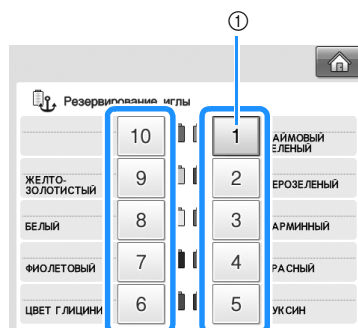 ①
Резервирование иглы
10 1 АЙМОВЫЙ ЕЛЕНЫЙ
ЖЕЛТО-ЗОЛОТИСТЫЙ 9 2 ЕРОЗЕЛЕНЫЙ
БЕЛЫЙ 8 3 АРМИННЫЙ
ФИОЛЕТОВЫЙ 7 4 РАСНЫЙ
ЦВЕТ ГЛИЦИНИ 6 5 УКСИН